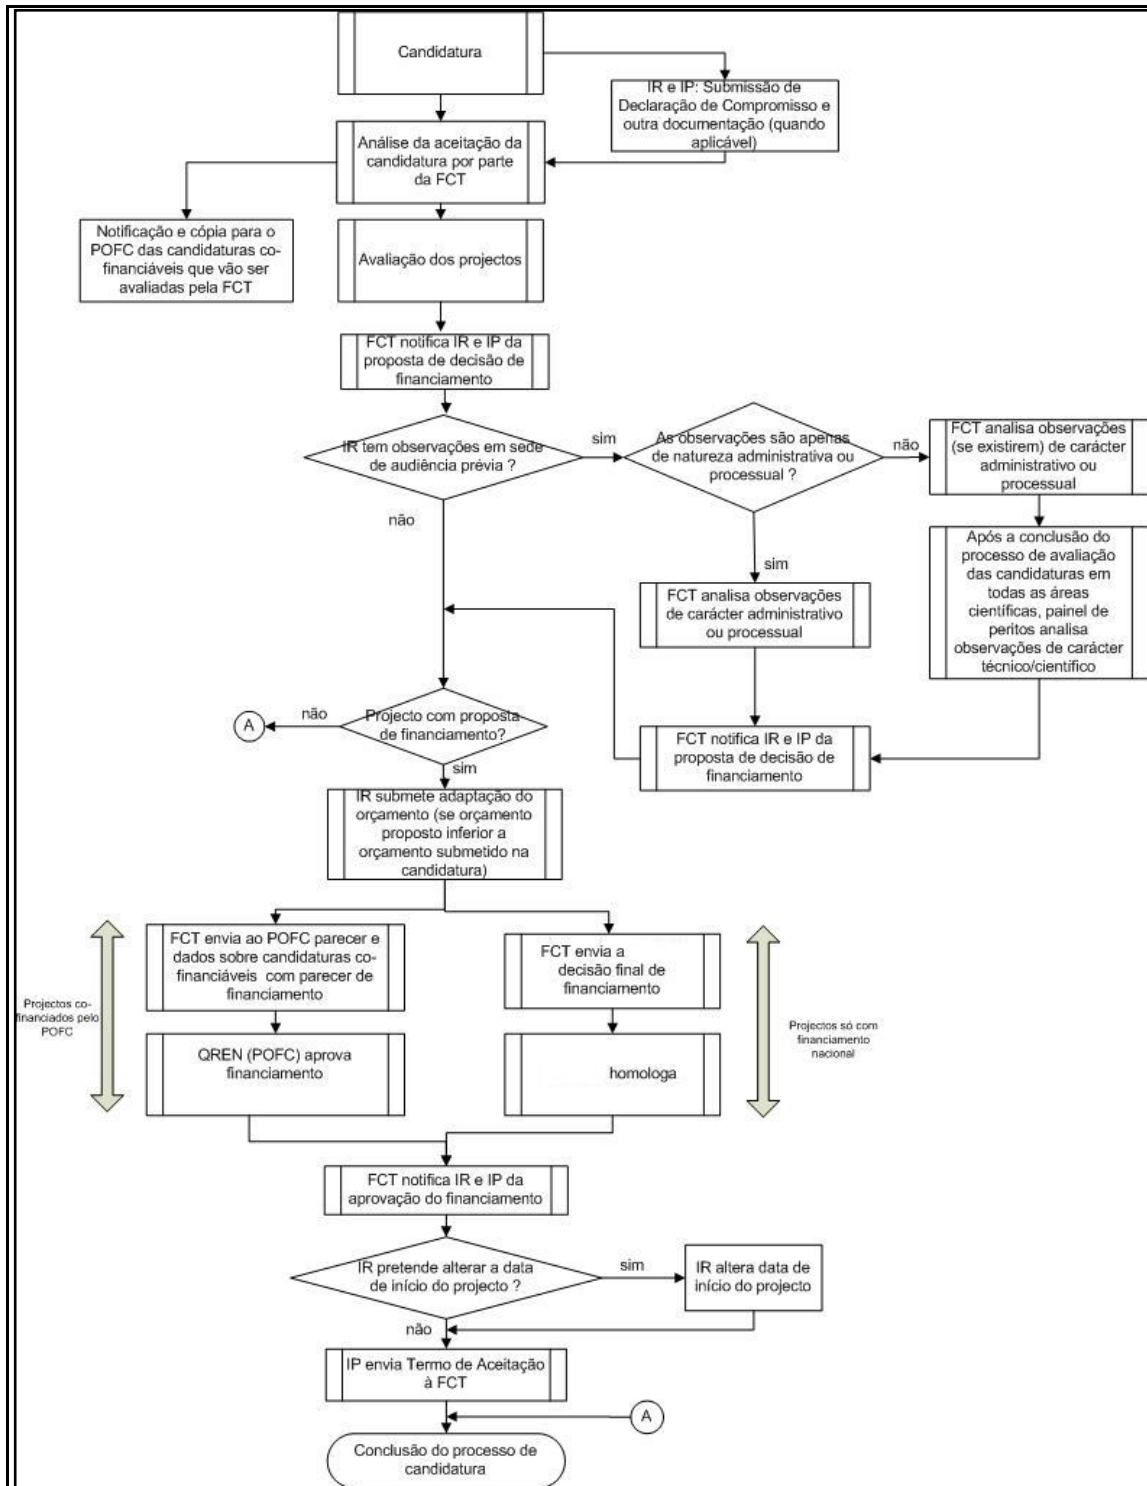 Candidatura
IR e IP: Submissão de
Declaração de Compromisso e
outra documentação (quando
aplicável)
Análise da aceitação da
candidatura por parte
da FCT
Notificação e cópia para o
POFC das candidaturas co-
financiáveis que vão ser
avaliadas pela FCT
Avaliação dos projectos
FCT notifica IR e IP da
proposta de decisão de
financiamento
IR tem observações em sede
de audiência prévia ?
sim
As observações são apenas
de natureza administrativa ou
processual ?
não
FCT analisa observações
(se existirem) de carácter
administrativo ou
processual
não
sim
Após a conclusão do
processo de avaliação
das candidaturas em
todas as áreas
científicas, painel de
peritos analisa
observações de carácter
técnico/científico
FCT analisa observações
de carácter administrativo
ou processual
A
não
Projecto com proposta
de financiamento?
FCT notifica IR e IP da
proposta de decisão de
financiamento
sim
IR submete adaptação do
orçamento (se orçamento
proposto inferior a
orçamento submetido na
candidatura)
FCT envia ao POFC parecer e
dados sobre candidaturas co-
financiáveis com parecer de
financiamento
FCT envia a
decisão final de
financiamento
Projectos co-
financiados pelo
POFC
Projectos só com
financiamento
nacional
QREN (POFC) aprova
financiamento
homologa
FCT notifica IR e IP da
aprovação do financiamento
IR pretende alterar a data
de início do projecto ?
sim
IR altera data de
início do projecto
não
IP envia Termo de Aceitação
à FCT
A
Conclusão do processo de
candidatura